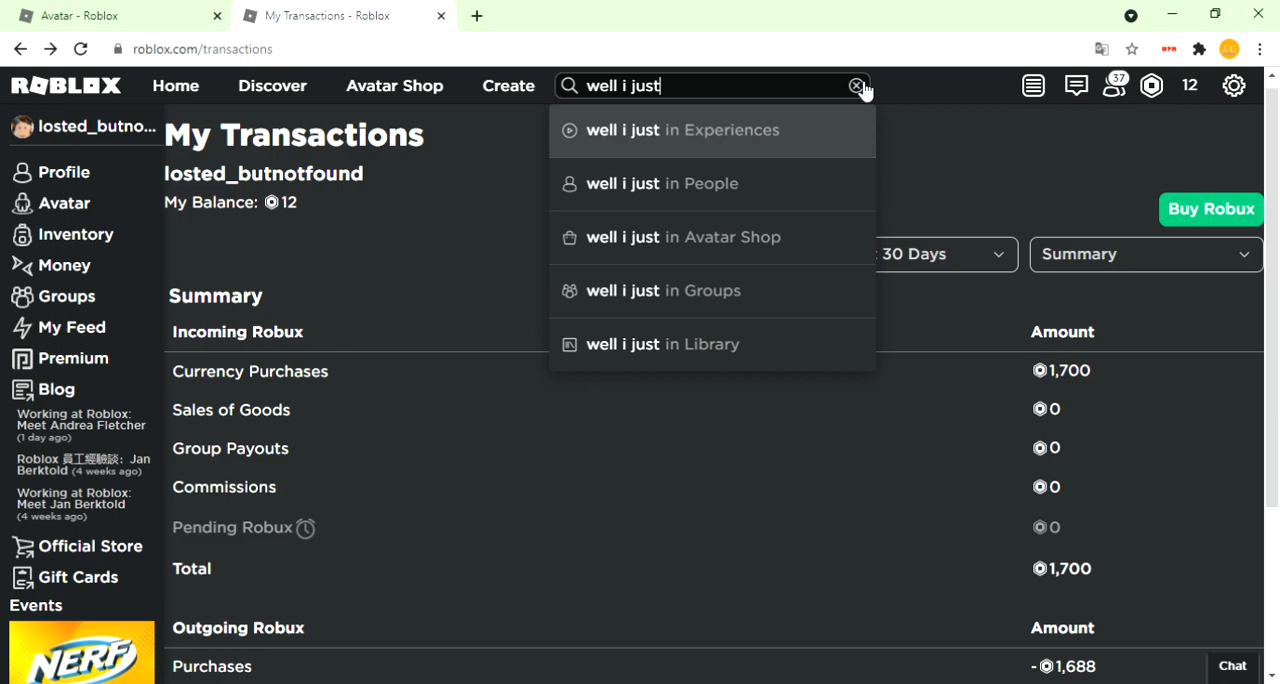 Avatar - Roblox
My Transactions - Roblox
roblox.com/transactions
ROBLOX
Home
Discover
Avatar Shop
Create
well i just
37
12
well i just in Experiences
well i just in People
well i just in Avatar Shop
well i just in Groups
well i just in Library
losted_butno...
Profile
Avatar
Inventory
Money
Groups
My Feed
Premium
Blog
Working at Roblox:
Meet Andrea Fletcher
(1 day ago)
Roblox 員工經驗談: Jan
Berktold (4 weeks ago)
Working at Roblox:
Meet Jan Berktold
(4 weeks ago)
Official Store
Gift Cards
Events
NERF
My Transactions
losted_butnotfound
My Balance: 12
Buy Robux
30 Days
Summary
Summary
Incoming Robux Amount
Currency Purchases 1,700
Sales of Goods 0
Group Payouts 0
Commissions 0
Pending Robux 0
Total 1,700
Outgoing Robux Amount
Purchases -1,688
Chat